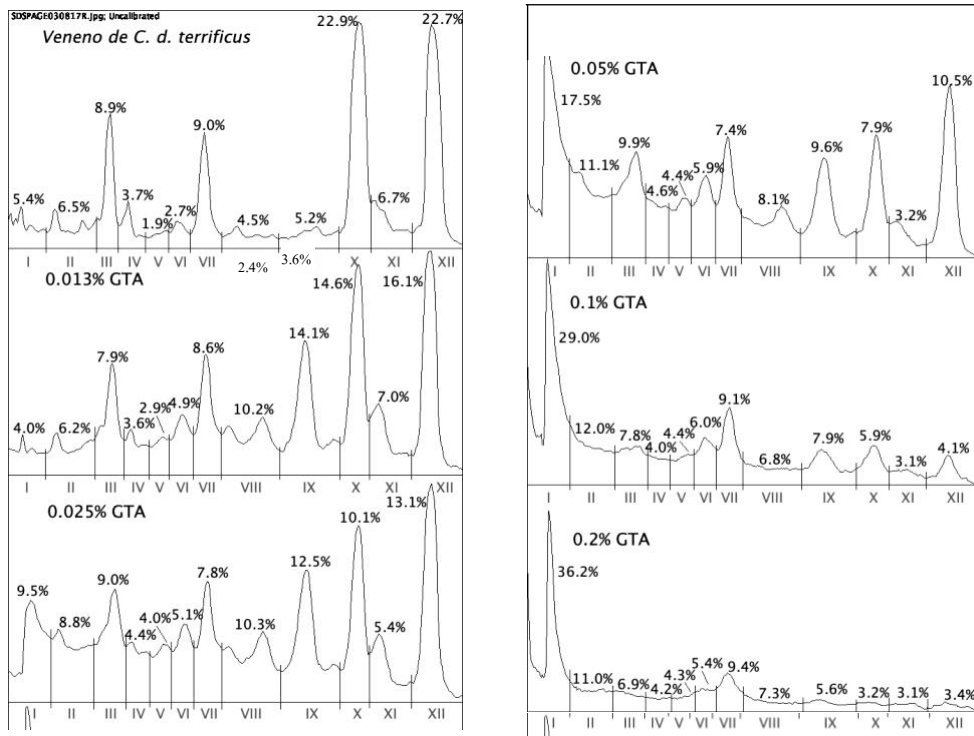 SDSPAGE030817R.Jpg; Uncalibrated
Veneno de C. d. terrificus
22.9% 22.7%
8.9% 9.0%
5.4% 6.5% 3.7% 1.9% 2.7% 4.5% 5.2% 6.7%
I II III IV V VI VII VIII IX X XI XII
2.4% 3.6%
0.013% GTA
14.6% 16.1%
7.9% 8.6% 14.1%
4.0% 6.2% 3.6% 2.9% 4.9% 10.2% 7.0%
I II III IV V VI VII VIII IX X XI XII
0.025% GTA
13.1%
9.5% 8.8% 9.0% 4.4% 4.0% 5.1% 7.8% 10.3% 12.5% 10.1% 5.4%
I II III IV V VI VII VIII IX X XI XII
0.05% GTA
17.5% 11.1% 9.9% 4.6% 4.4% 5.9% 7.4% 8.1% 9.6% 7.9% 3.2% 10.5%
I II III IV V VI VII VIII IX X XI XII
0.1% GTA
29.0% 12.0% 7.8% 4.0% 4.4% 6.0% 9.1% 6.8% 7.9% 5.9% 3.1% 4.1%
I II III IV V VI VII VIII IX X XI XII
0.2% GTA
36.2% 11.0% 6.9% 4.2% 4.3% 5.4% 9.4% 7.3% 5.6% 3.2% 3.1% 3.4%
I II III IV V VI VII VIII IX X XI XII